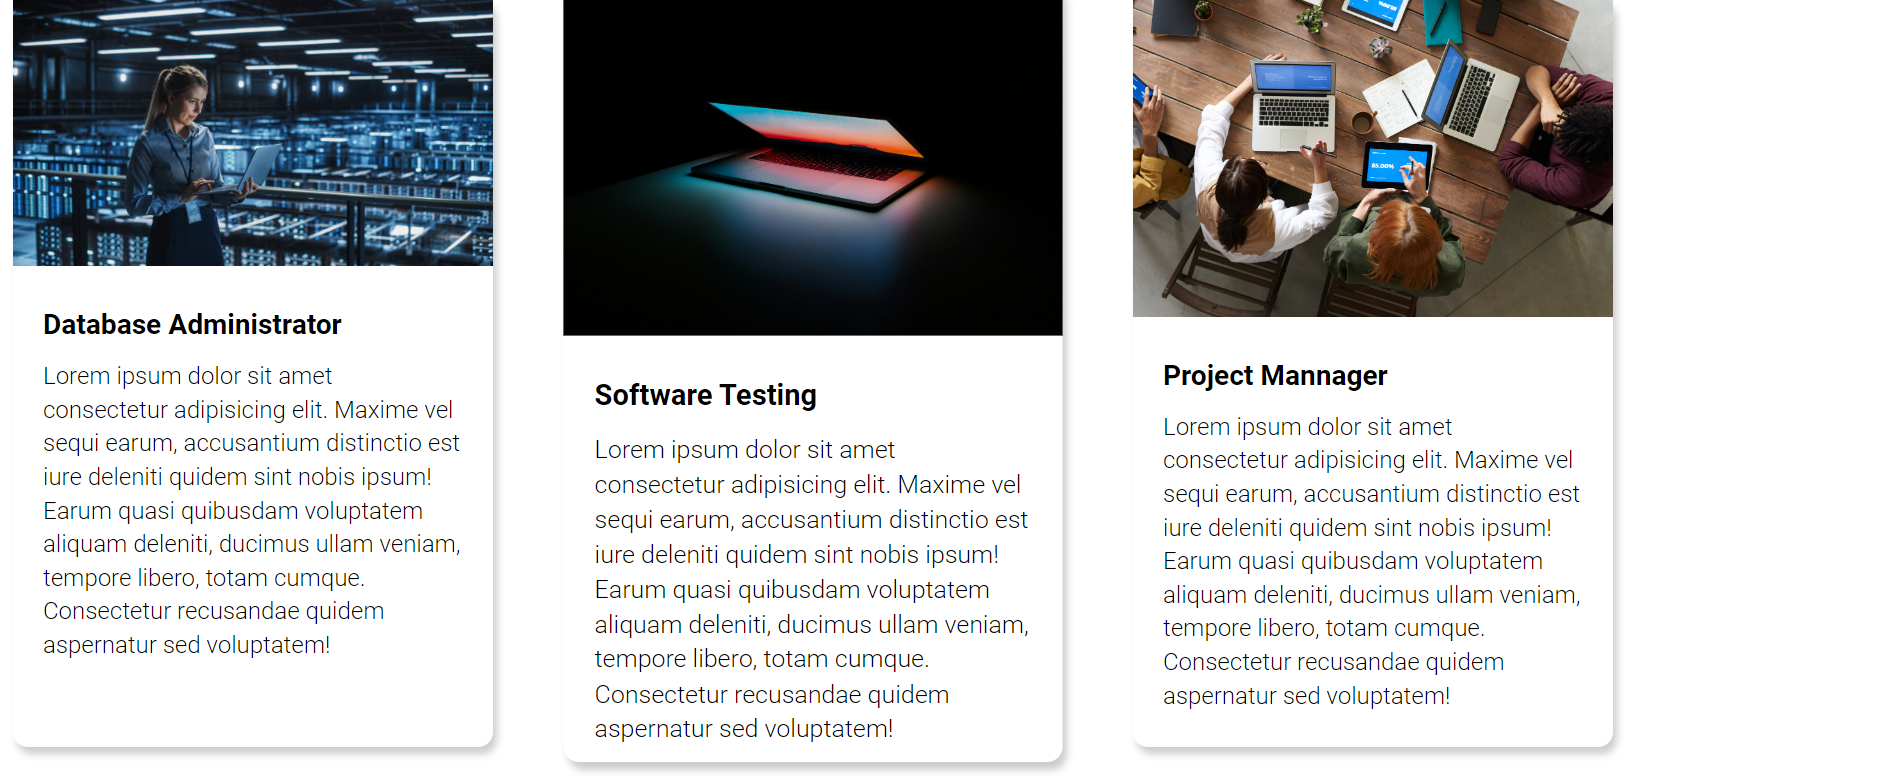 Database Administrator
Lorem ipsum dolor sit amet
consectetur adipisicing elit. Maxime vel
sequi earum, accusantium distinctio est
iure deleniti quidem sint nobis ipsum!
Earum quasi quibusdam voluptatem
aliquam deleniti, ducimus ullam veniam,
tempore libero, totam cumque.
Consectetur recusandae quidem
aspernatur sed voluptatem!
Software Testing
Lorem ipsum dolor sit amet
consectetur adipisicing elit. Maxime vel
sequi earum, accusantium distinctio est
iure deleniti quidem sint nobis ipsum!
Earum quasi quibusdam voluptatem
aliquam deleniti, ducimus ullam veniam,
tempore libero, totam cumque.
Consectetur recusandae quidem
aspernatur sed voluptatem!
85.00%
Project Mannager
Lorem ipsum dolor sit amet
consectetur adipisicing elit. Maxime vel
sequi earum, accusantium distinctio est
iure deleniti quidem sint nobis ipsum!
Earum quasi quibusdam voluptatem
aliquam deleniti, ducimus ullam veniam,
tempore libero, totam cumque.
Consectetur recusandae quidem
aspernatur sed voluptatem!